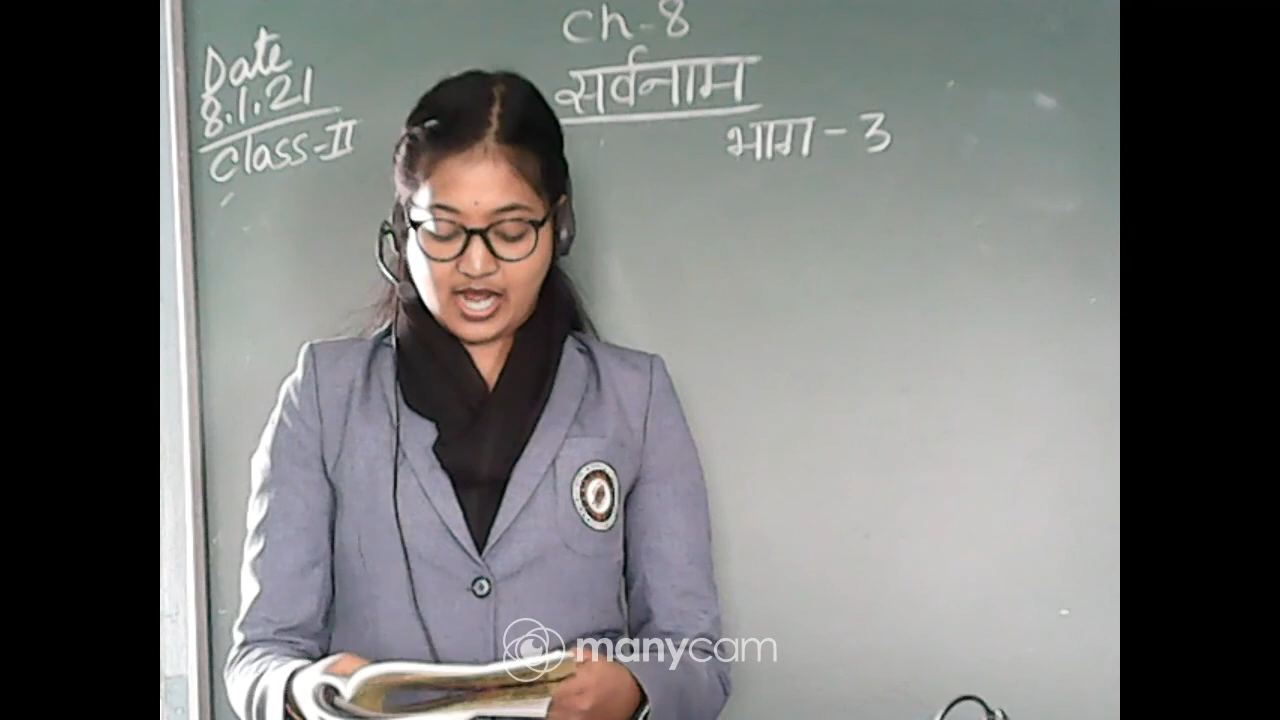 Date
8.1.21
Class-II
Ch-8
सर्वनाम
भाग-3
manycam